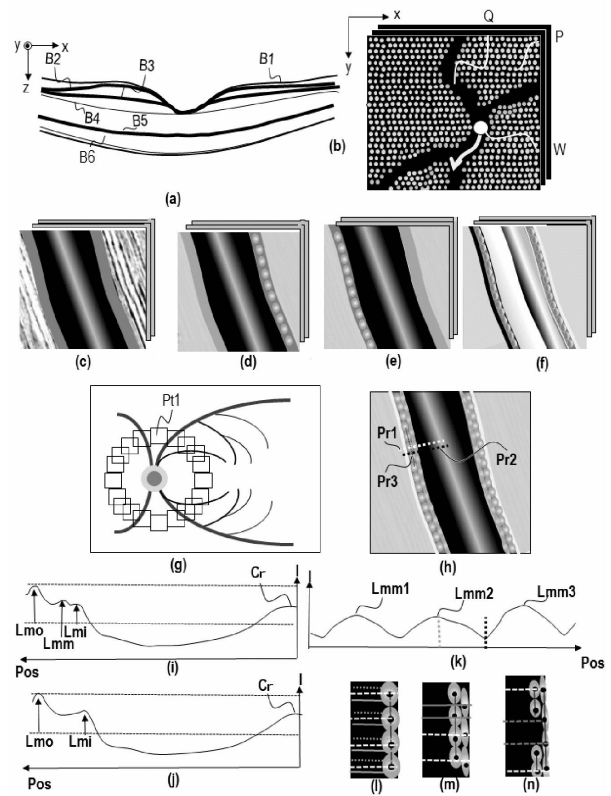 y x z
B2 B3 B1
B4 B5
B6
(a)
x Q
y P
W
(b)
(c) (d) (e) (f)
Pt1
(g)
Pr1
Pr2
Pr3
(h)
Cr I
Lmo Lmm Lmi
Pos
(i)
I
Lmm1 Lmm2 Lmm3
Pos
(k)
Cr I
Lmo Lmi
Pos
(j)
(l) (m) (n)